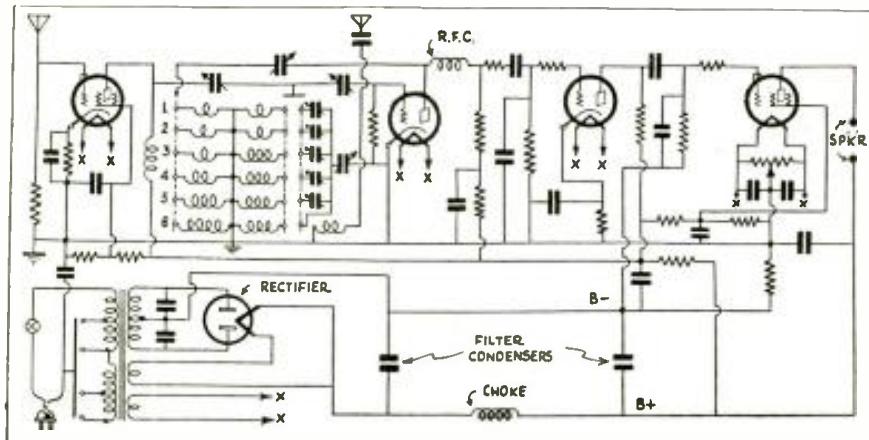 R.F.C.
1
2
3
4
5
6
X X
X X
X X
X X
SPKR
RECTIFIER
B-
FILTER
CONDENSERS
CHOKE
B+
X
X